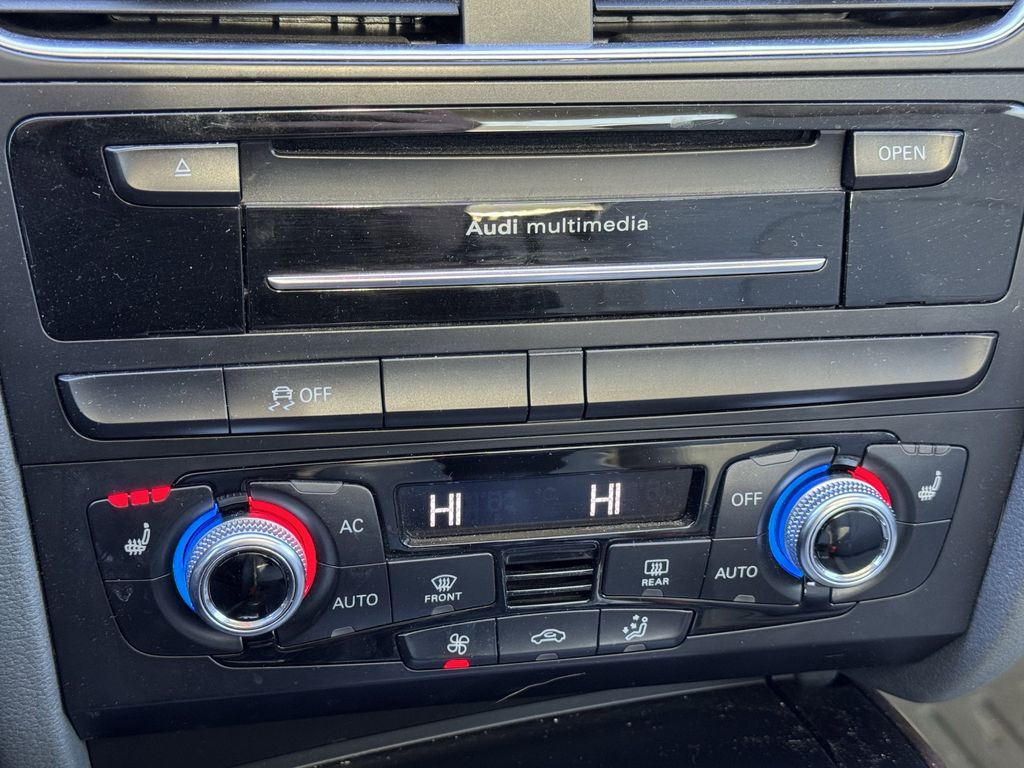 OPEN
Audi multimedia
OFF
HI HI
OFF
AC
AUTO
FRONT
REAR
AUTO